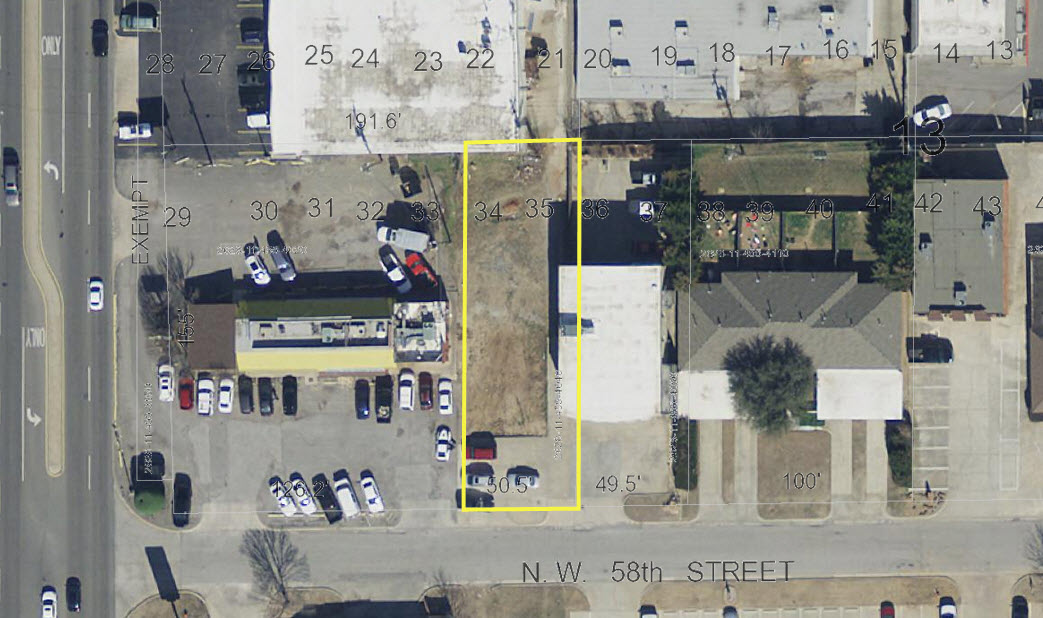 ONLY
28 27 26 25 24 23 22 21 20 19 18 17 16 15 14 13
191.6'
13
EXEMPT
29 30 31 32 33 34 35 36 37 38 39 40 41 42 43
155'
ONLY
126.2' 50.5' 49.5' 100'
N. W. 58th STREET